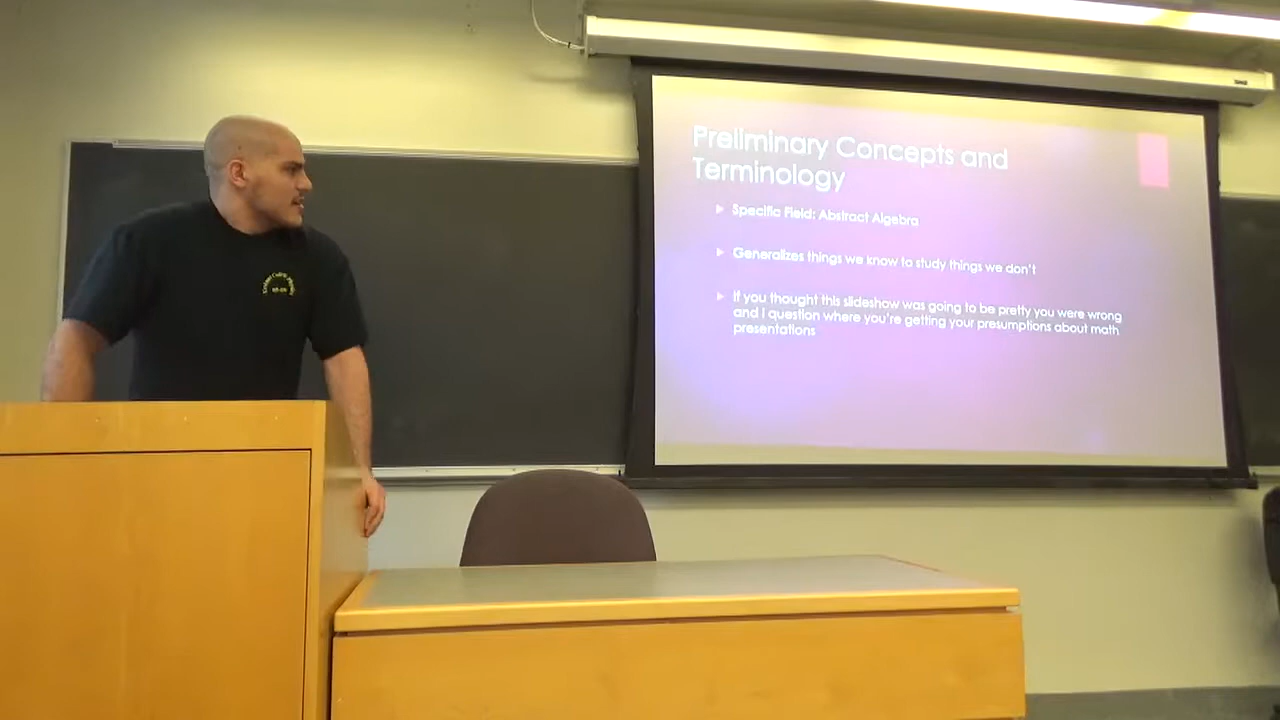 Preliminary Concepts and
Terminology
Specific Field: Abstract Algebra
Generalizes things we know to study things we don't
If you thought this slideshow was going to be pretty you were wrong
and I question where you're getting your presumptions about math
presentations